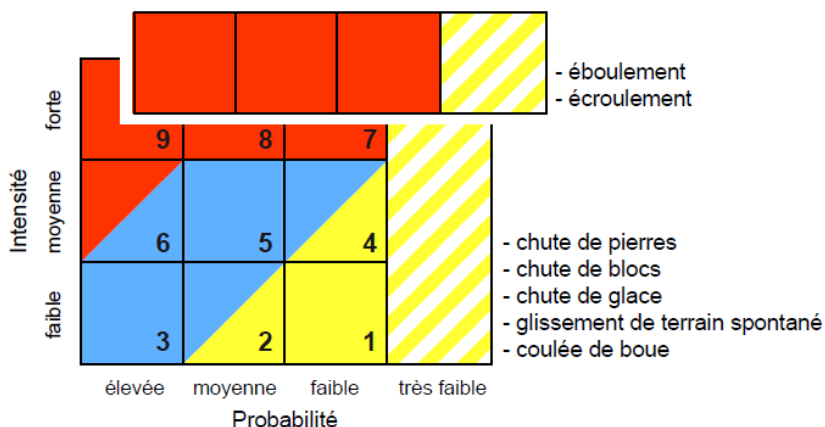 - éboulement
- écroulement
Intensité
forte
moyenne
faible
9 8 7
6 5 4
3 2 1
- chute de pierres
- chute de blocs
- chute de glace
- glissement de terrain spontané
- coulée de boue
élevée moyenne faible très faible
Probabilité